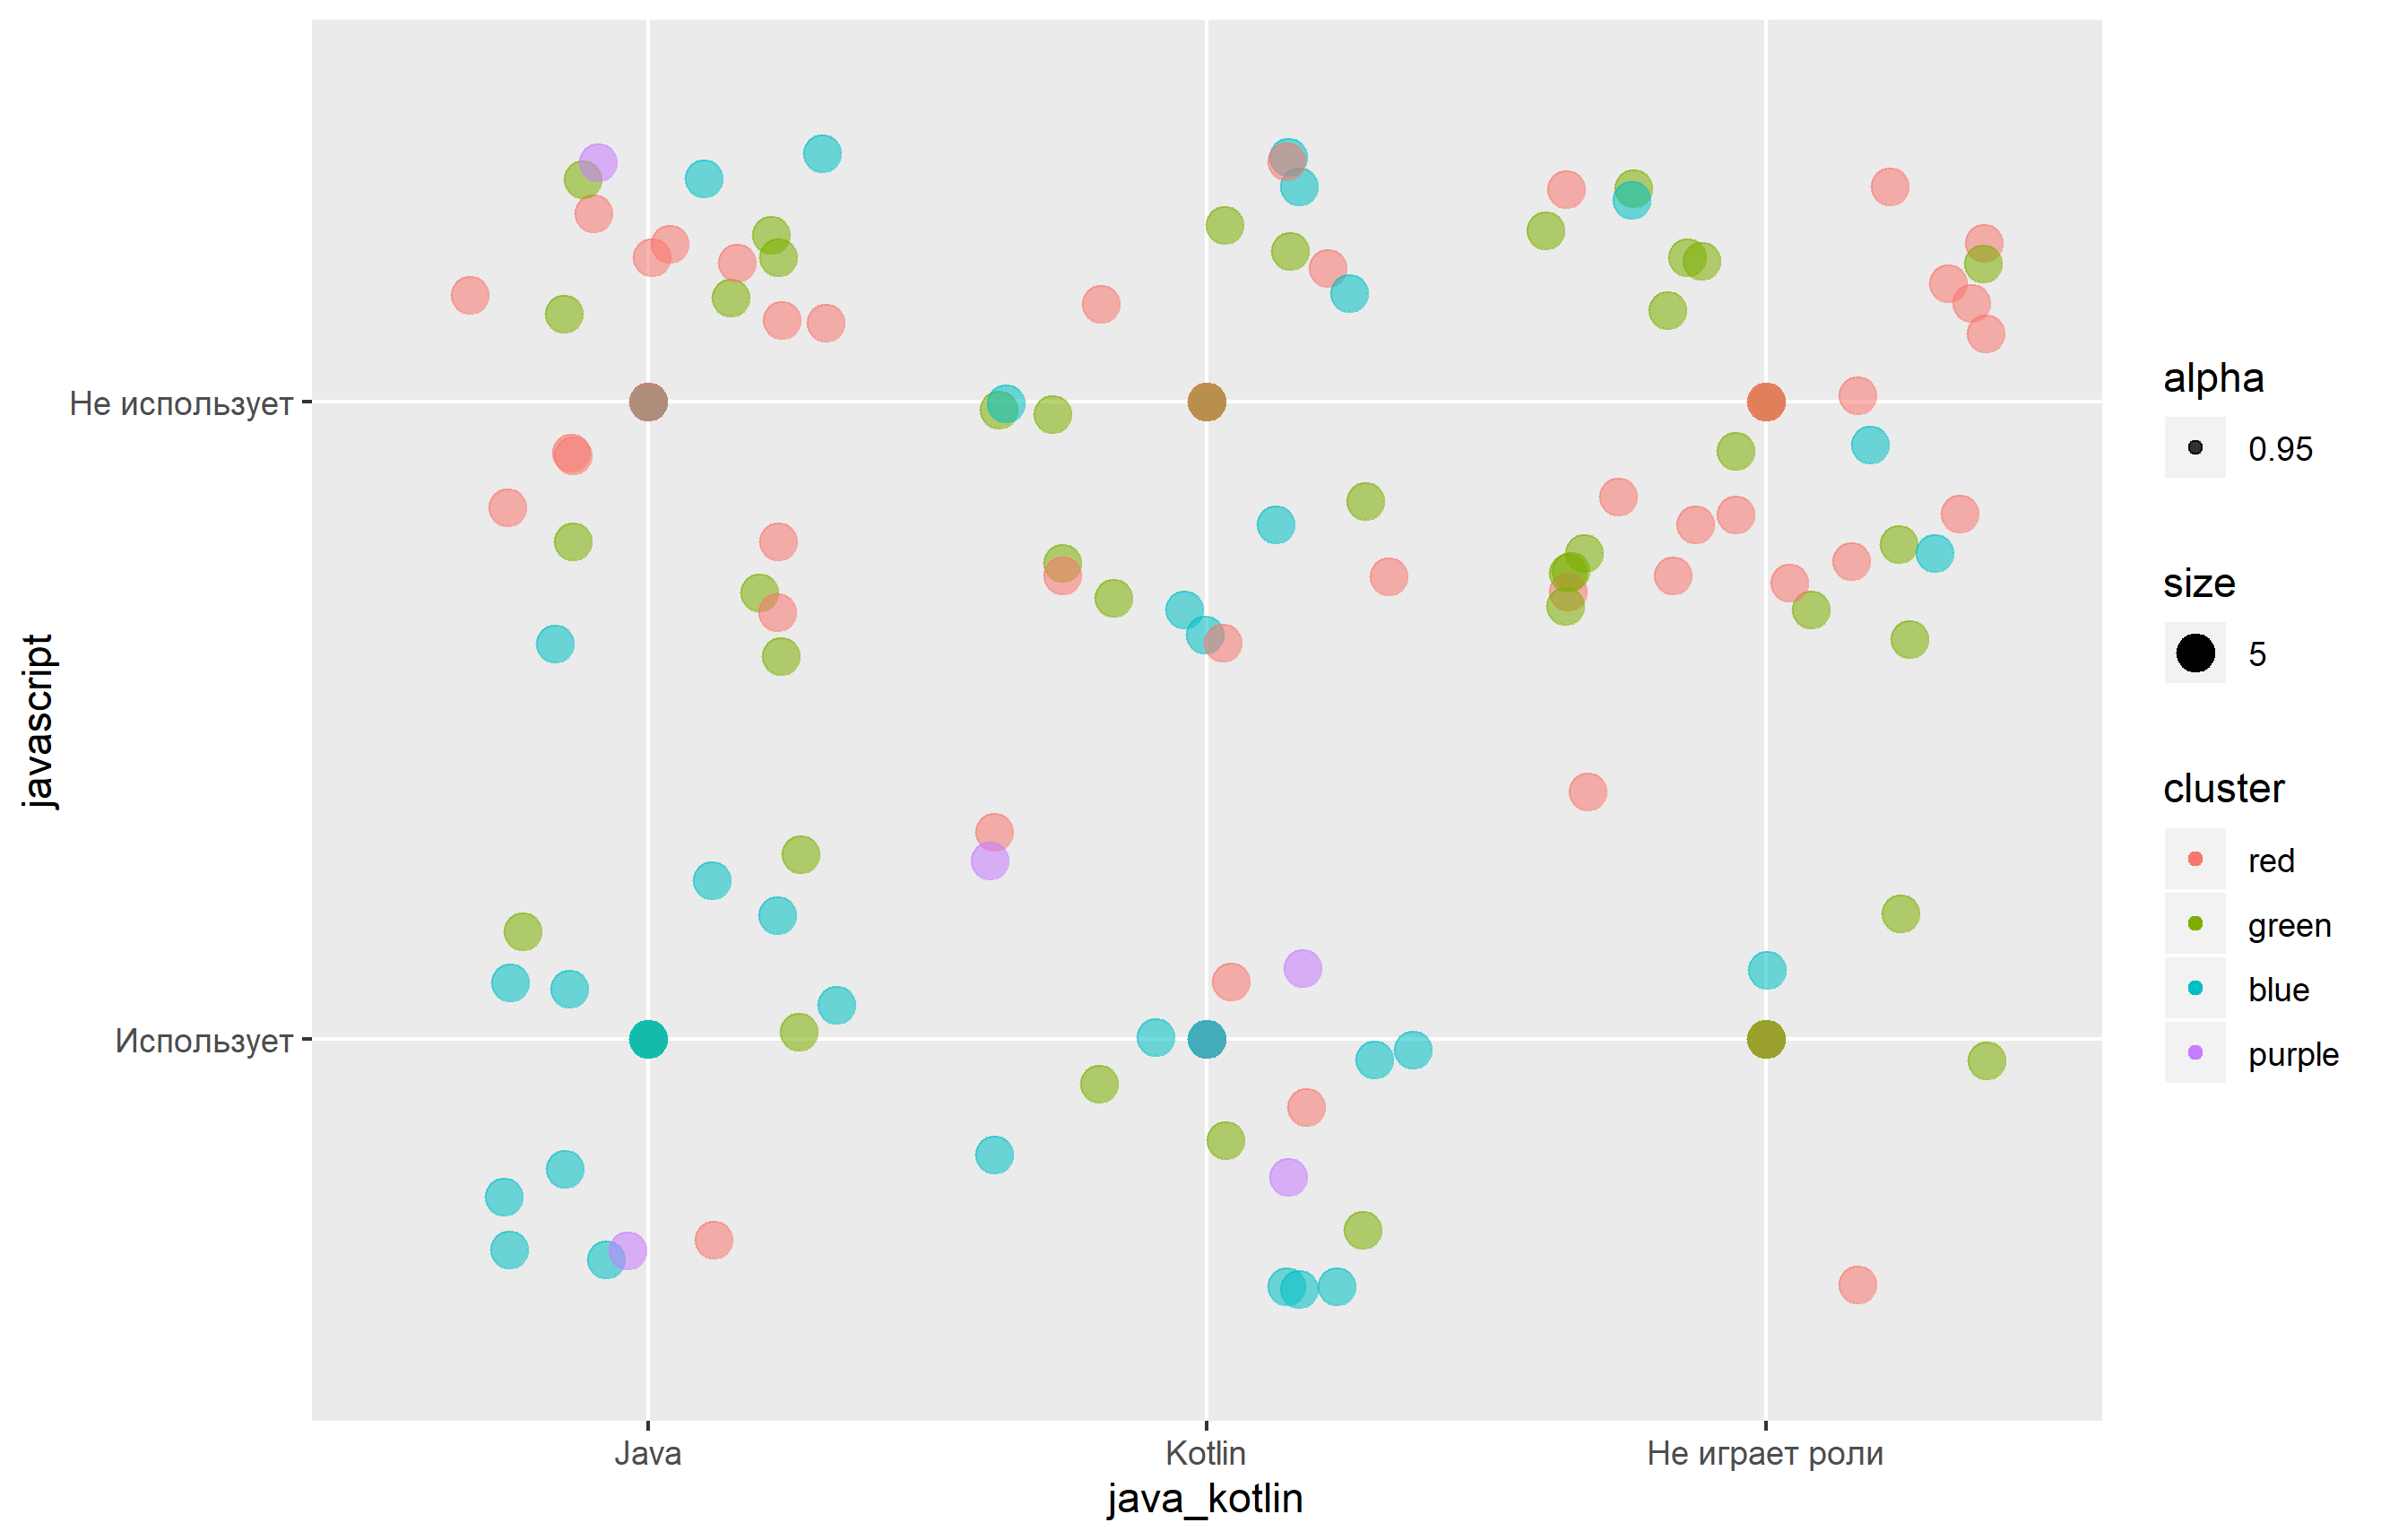 javascript
Не использует
Использует
Java
Kotlin
Не играет роли
java_kotlin
alpha
0.95
size
5
cluster
red
green
blue
purple